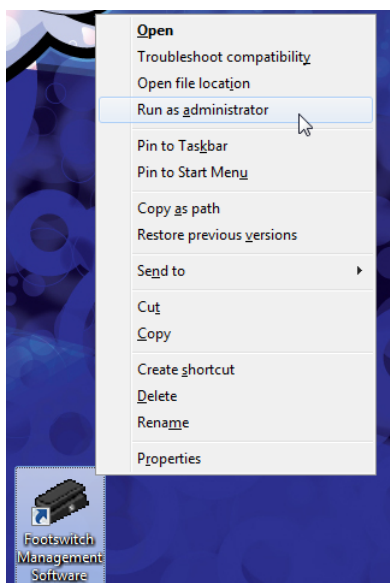 Open
Troubleshoot compatibility
Open file location
Run as administrator
Pin to Taskbar
Pin to Start Menu
Copy as path
Restore previous versions
Send to
Cut
Copy
Create shortcut
Delete
Rename
Properties
Footswitch
Management
Software